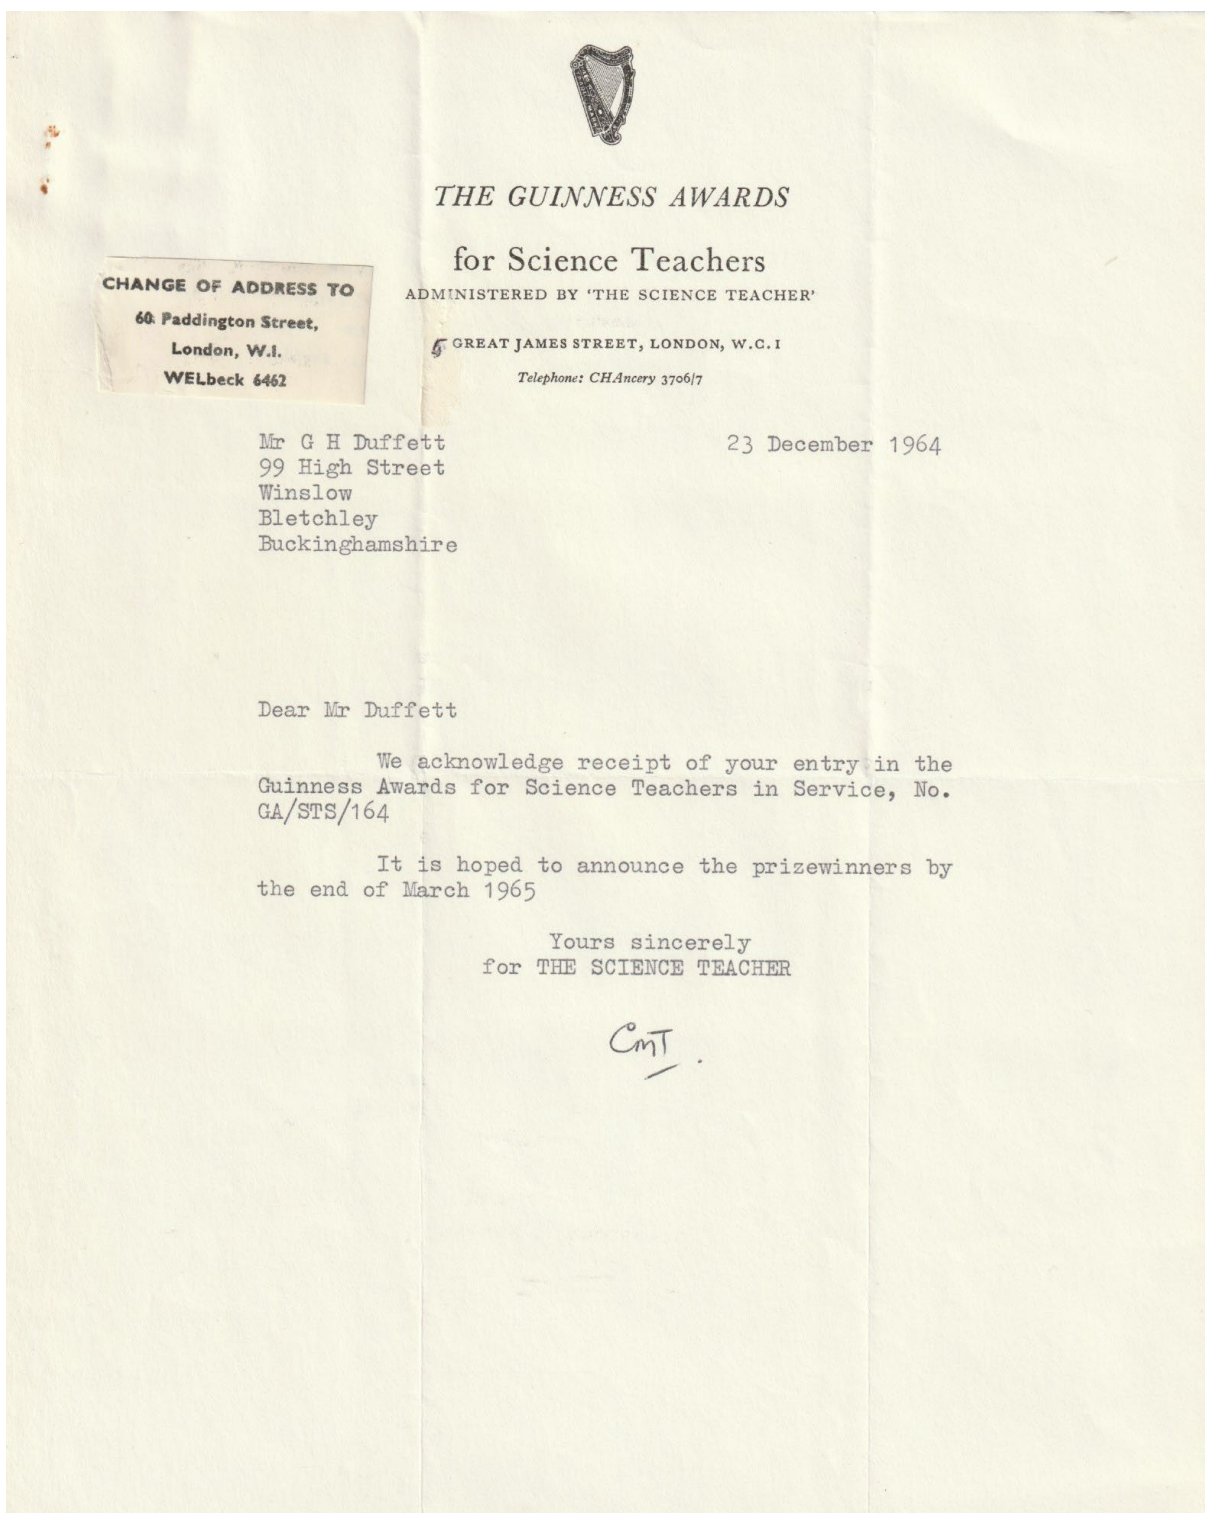 THE GUINNESS AWARDS
for Science Teachers
ADMINISTERED BY 'THE SCIENCE TEACHER'
5 GREAT JAMES STREET, LONDON, W.C.1
Telephone: CHAncery 3706/7
CHANGE OF ADDRESS TO
60 Paddington Street,
London, W.1.
WELbeck 6462
23 December 1964
Mr G H Duffett
99 High Street
Winslow
Bletchley
Buckinghamshire
Dear Mr Duffett
We acknowledge receipt of your entry in the
Guinness Awards for Science Teachers in Service, No.
GA/STS/164
It is hoped to announce the prizewinners by
the end of March 1965
Yours sincerely
for THE SCIENCE TEACHER
CMT.